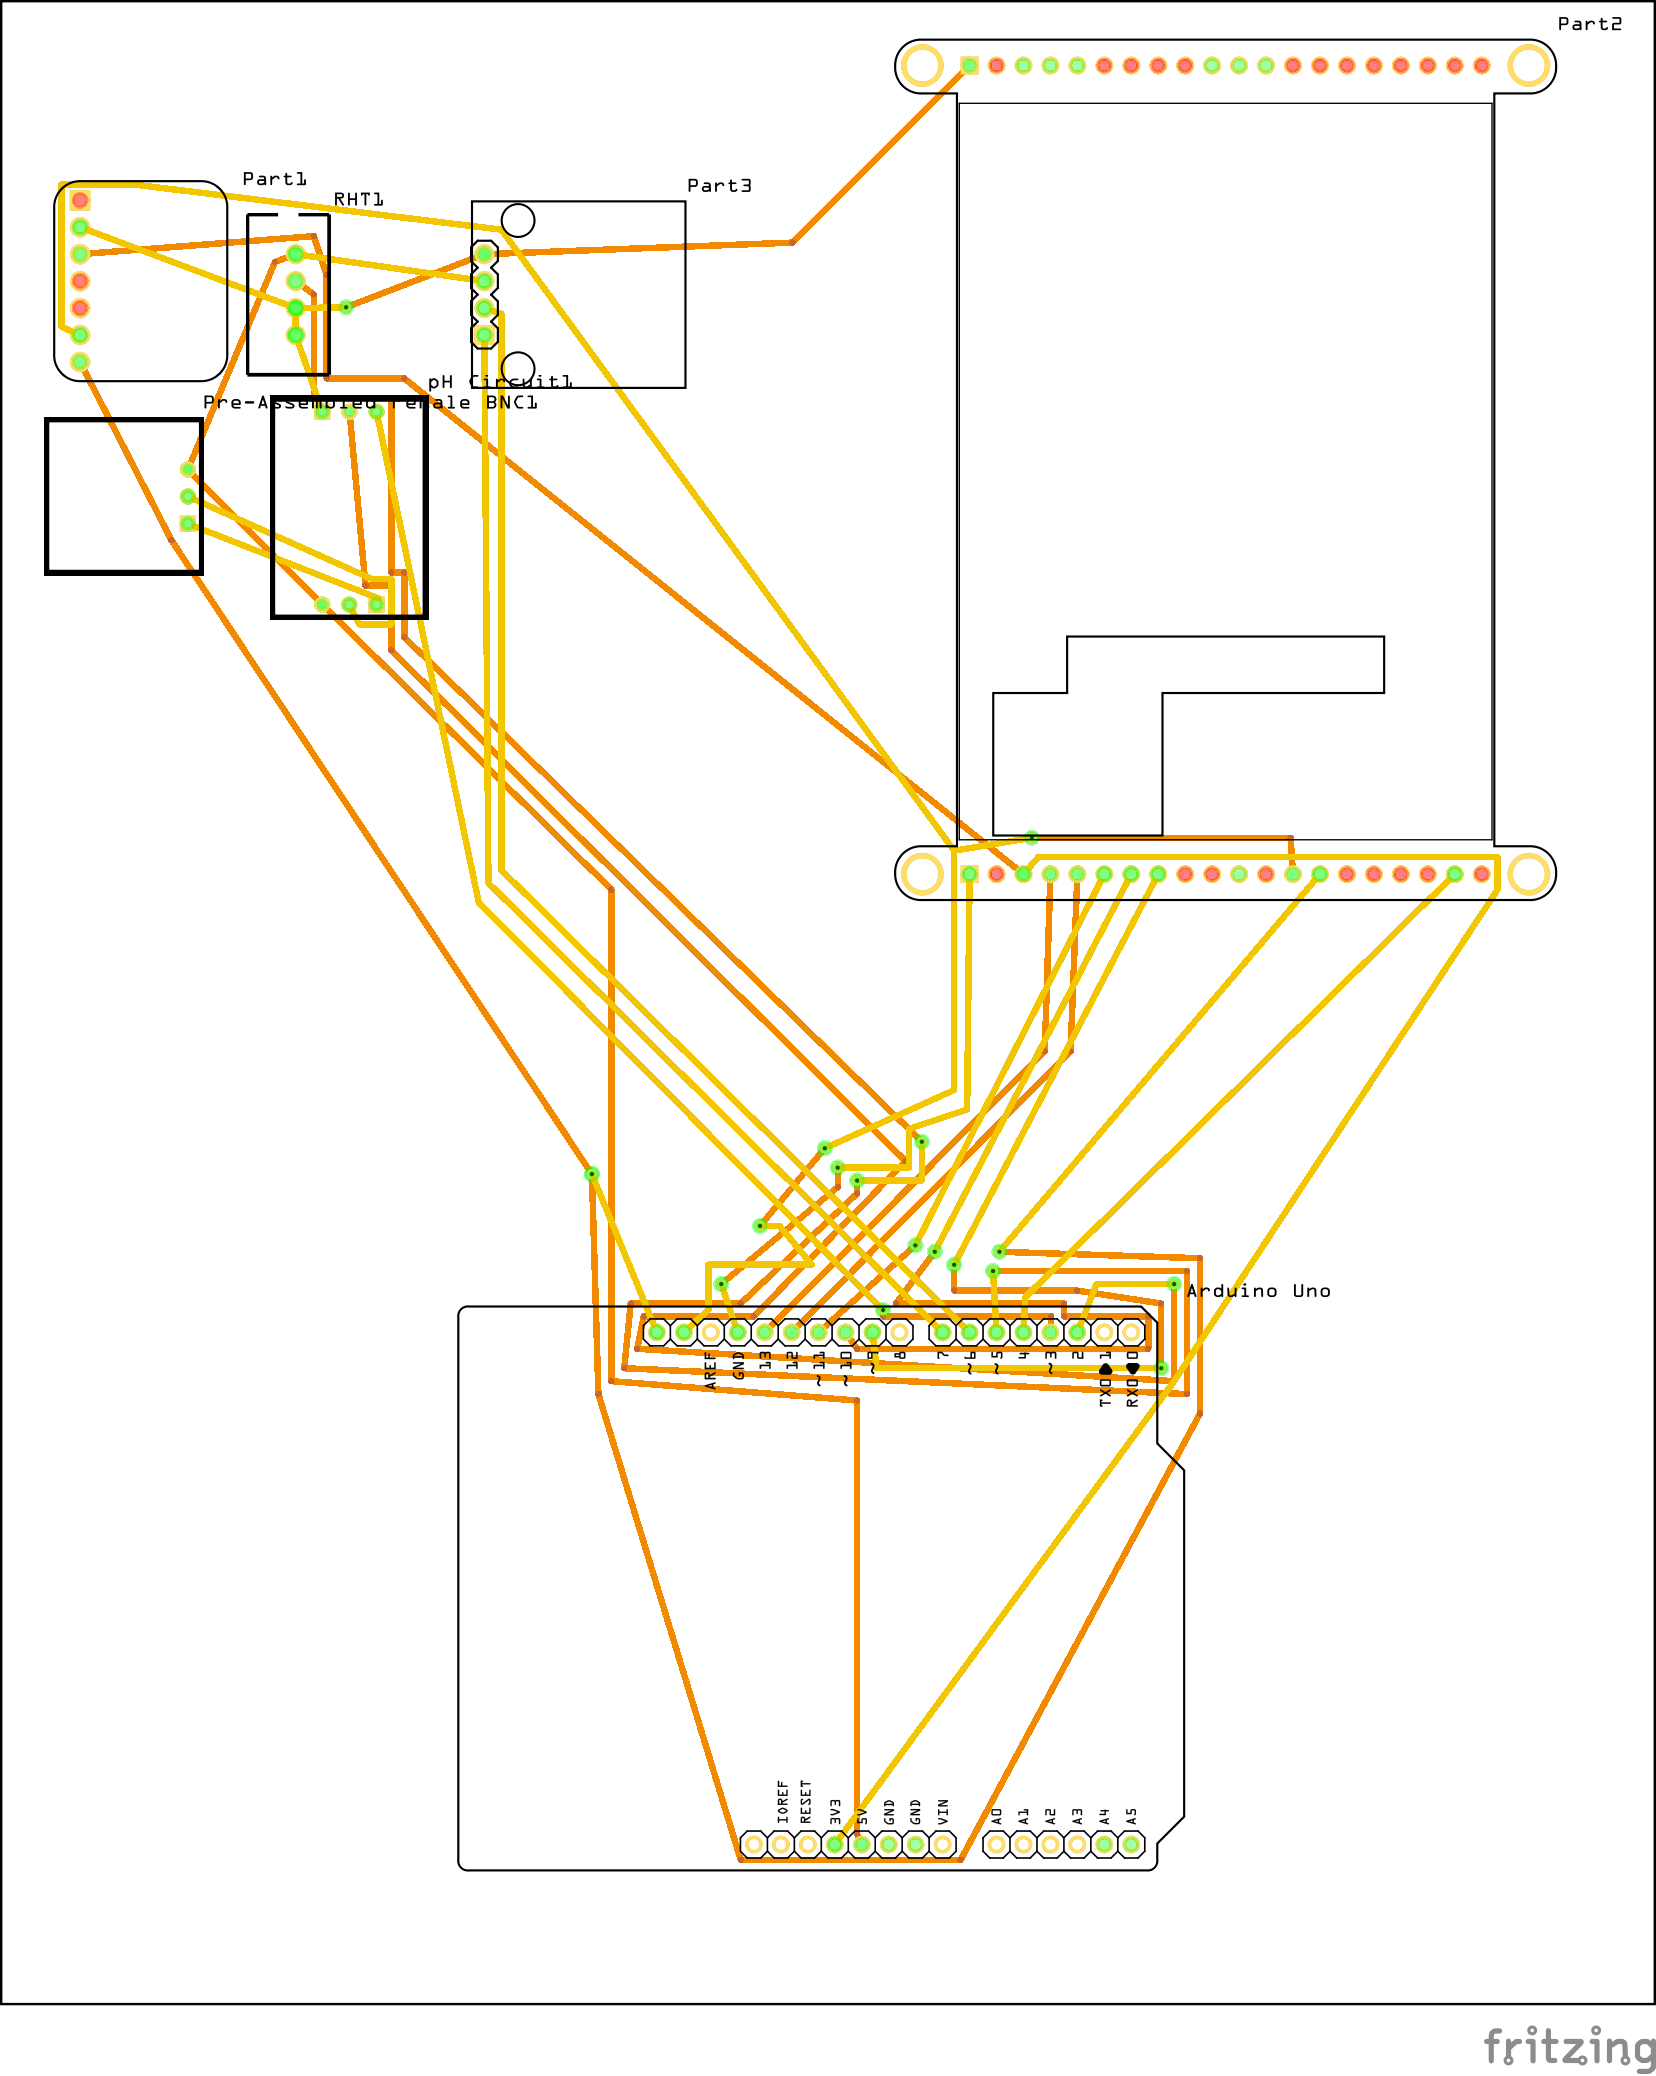 Part2
Part1
RHT1
Part3
pH Circuit1
Pre-Assembled Female BNC1
Arduino Uno
AREF
GND
13
12
~11
~10
~9
8
7
~6
~5
4
~3
2
TX0 1
RX0 0
IOREF
RESET
3V3
5V
GND
GND
VIN
A0
A1
A2
A3
A4
A5
fritzing